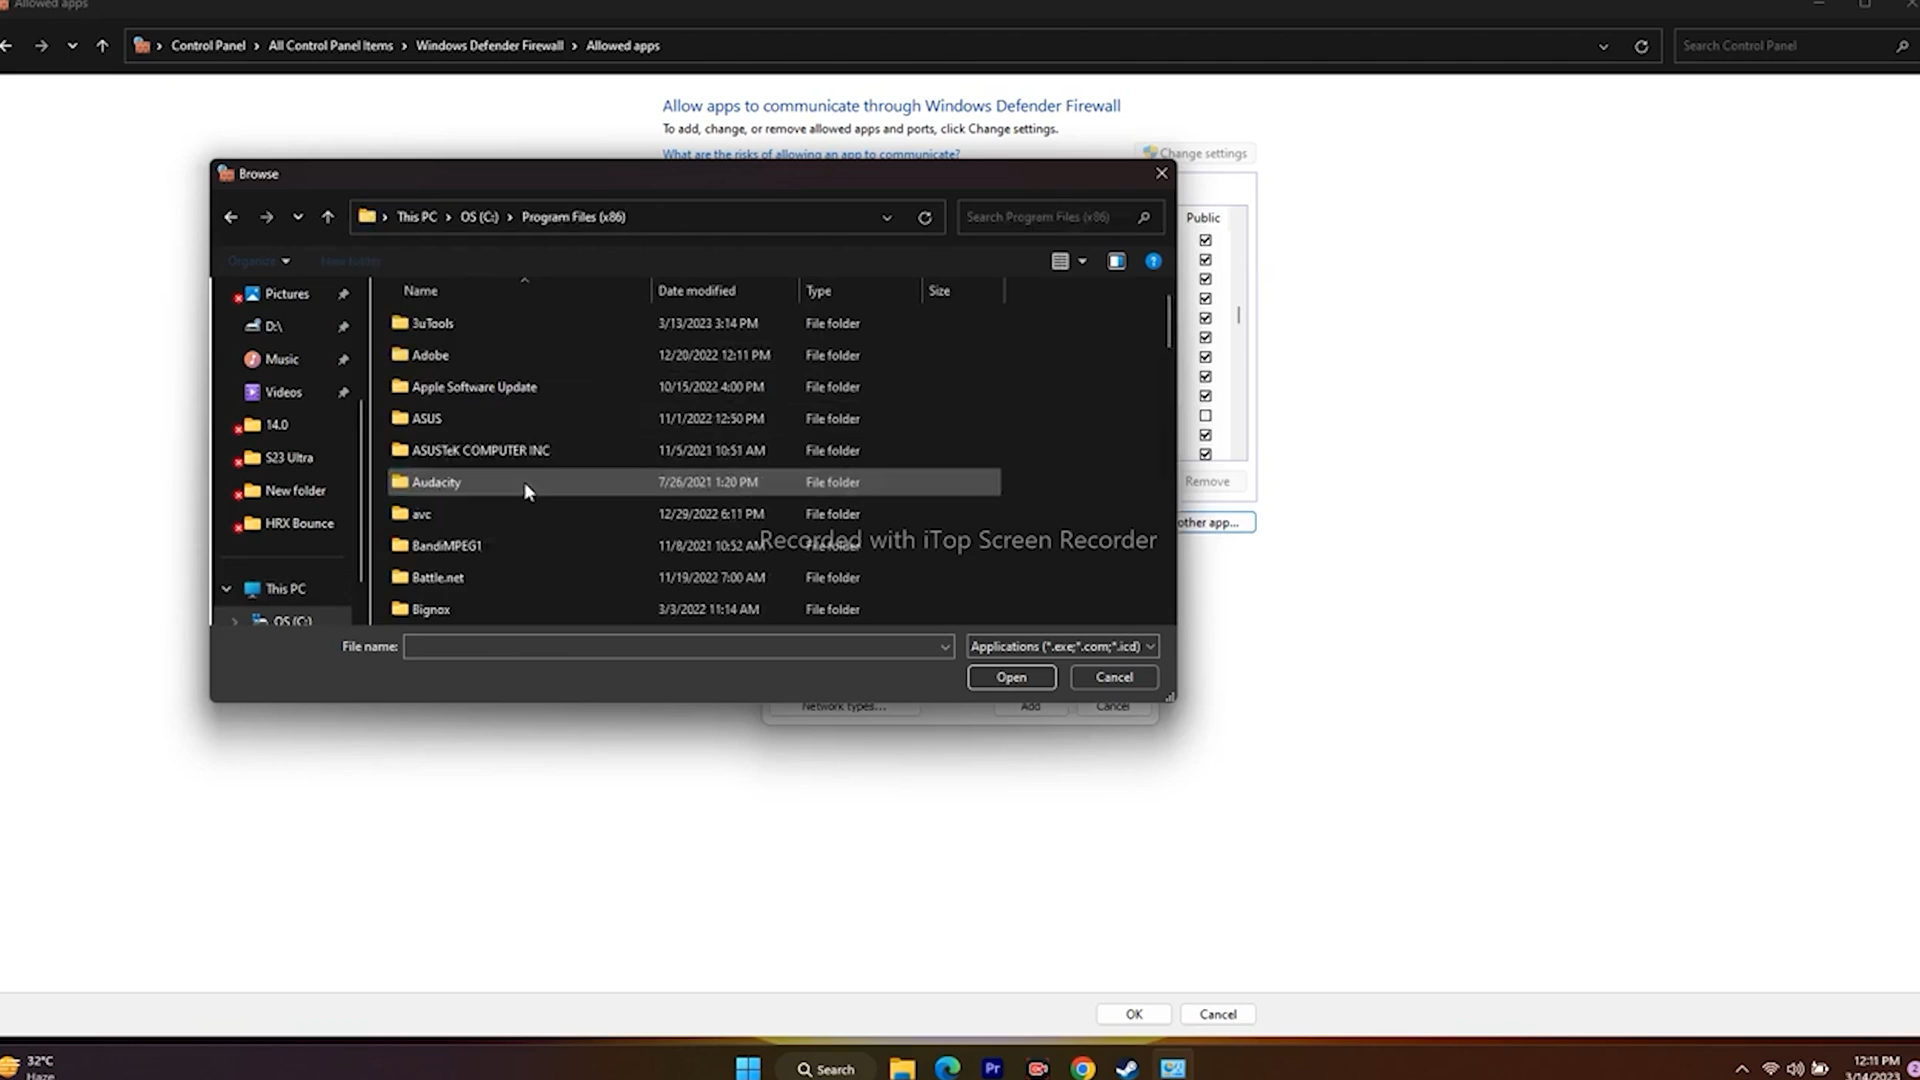 Allowed apps
Control Panel > All Control Panel Items > Windows Defender Firewall > Allowed apps
Search Control Panel
Allow apps to communicate through Windows Defender Firewall
To add, change, or remove allowed apps and ports, click Change settings.
What are the risks of allowing an app to communicate?
Change settings
Browse
This PC > OS (C:) > Program Files (x86)
Search Program Files (x86)
Public
Organize
New folder
Name
Date modified
Type
Size
Pictures
D:\
Music
Videos
14.0
S23 Ultra
New folder
HRX Bounce
This PC
OS (C:)
3uTools 3/13/2023 3:14 PM File folder
Adobe 12/20/2022 12:11 PM File folder
Apple Software Update 10/15/2022 4:00 PM File folder
ASUS 11/1/2022 12:50 PM File folder
ASUSTeK COMPUTER INC 11/5/2021 10:51 AM File folder
Audacity 7/26/2021 1:20 PM File folder
avc 12/29/2022 6:11 PM File folder
BandiMPEG1 11/8/2021 10:52 AM File folder
Battle.net 11/19/2022 7:00 AM File folder
Bignox 3/3/2022 11:14 AM File folder
Recorded with iTop Screen Recorder
Remove
other app...
File name:
Applications (*.exe;*.com;*.icd)
Open
Cancel
Network types...
Add
Cancel
OK
Cancel
32°C
Haze
Search
Pr
12:11 PM
3/14/2023
2